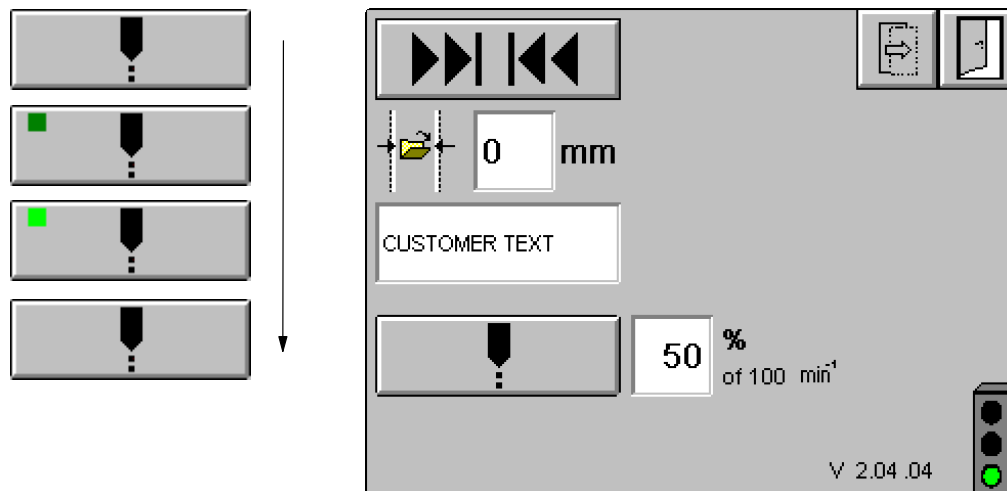 0 mm
CUSTOMER TEXT
50 %
of 100 min-1
V 2.04 .04